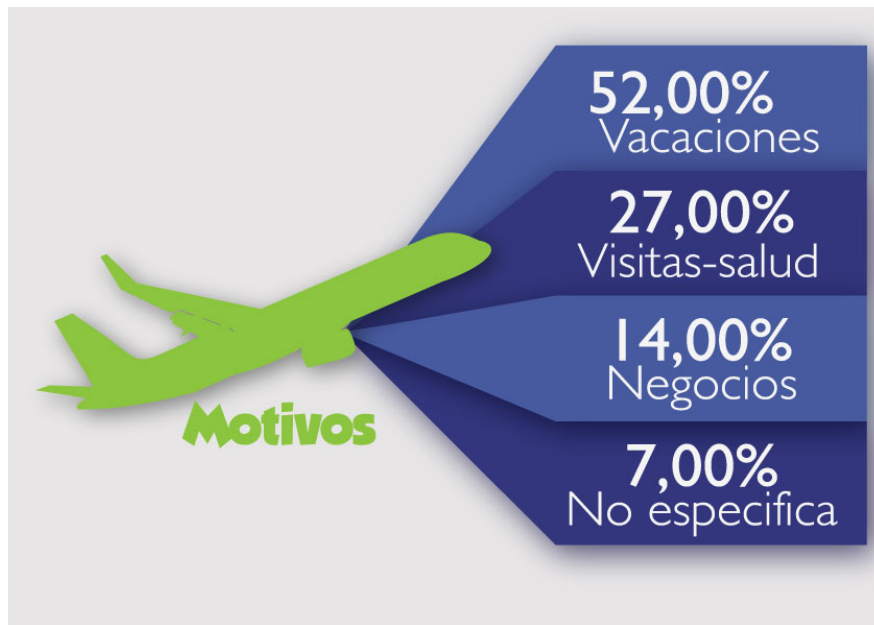 52,00%
Vacaciones
27,00%
Visitas-salud
14,00%
Negocios
7,00%
No especifica
Motivos